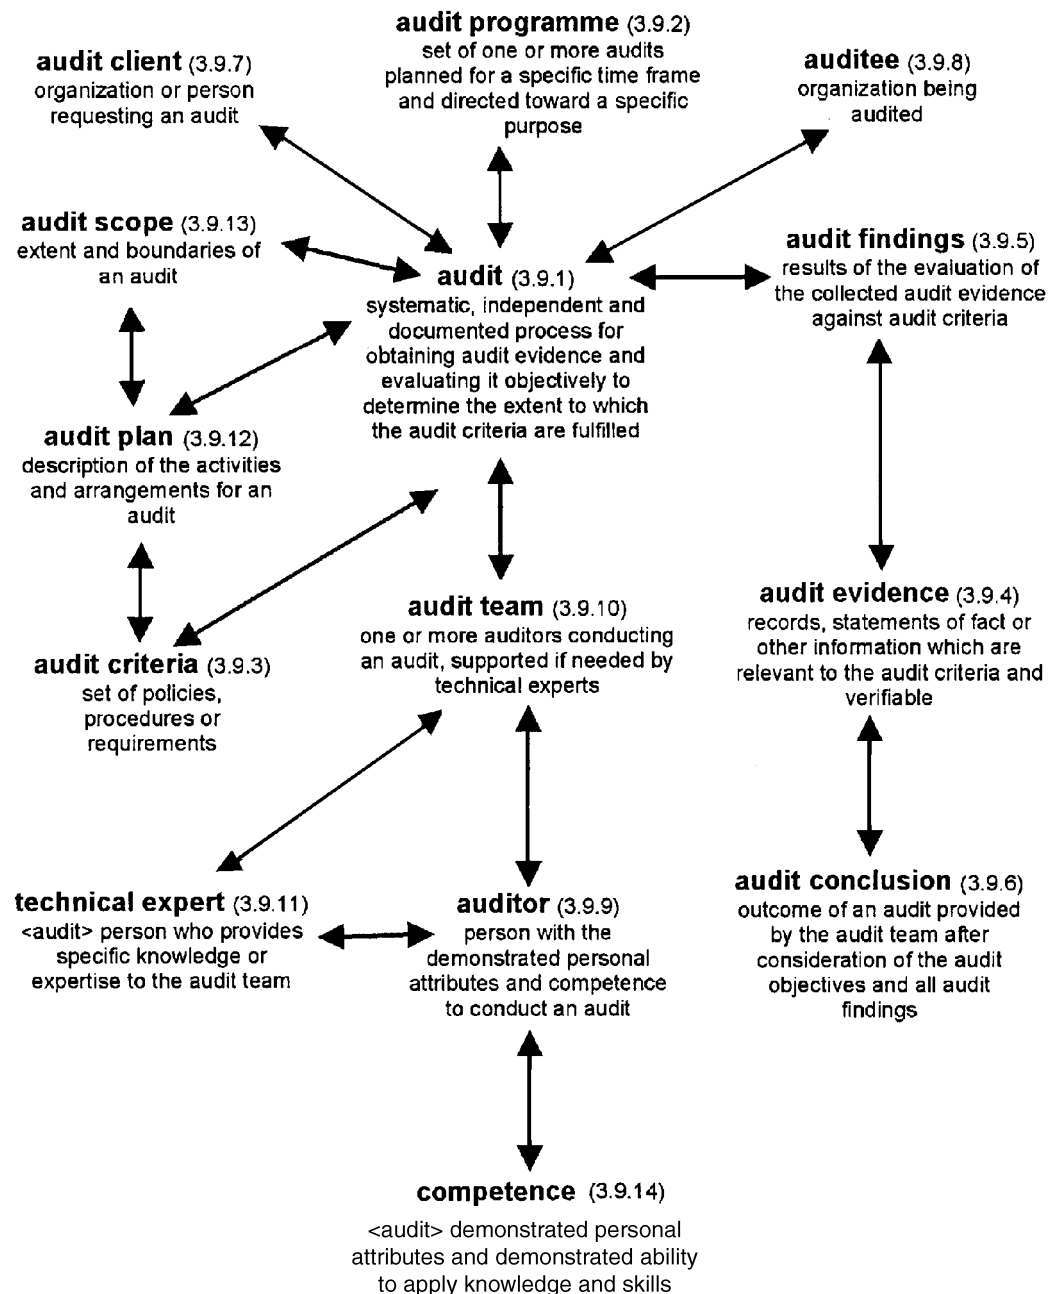 audit programme (3.9.2)
set of one or more audits
planned for a specific time frame
and directed toward a specific
purpose
audit client (3.9.7)
organization or person
requesting an audit
auditee (3.9.8)
organization being
audited
audit scope (3.9.13)
extent and boundaries of
an audit
audit (3.9.1)
systematic, independent and
documented process for
obtaining audit evidence and
evaluating it objectively to
determine the extent to which
the audit criteria are fulfilled
audit findings (3.9.5)
results of the evaluation of
the collected audit evidence
against audit criteria
audit plan (3.9.12)
description of the activities
and arrangements for an
audit
audit team (3.9.10)
one or more auditors conducting
an audit, supported if needed by
technical experts
audit evidence (3.9.4)
records, statements of fact or
other information which are
relevant to the audit criteria and
verifiable
audit criteria (3.9.3)
set of policies,
procedures or
requirements
technical expert (3.9.11)
<audit> person who provides
specific knowledge or
expertise to the audit team
auditor (3.9.9)
person with the
demonstrated personal
attributes and competence
to conduct an audit
audit conclusion (3.9.6)
outcome of an audit provided
by the audit team after
consideration of the audit
objectives and all audit
findings
competence (3.9.14)
<audit> demonstrated personal
attributes and demonstrated ability
to apply knowledge and skills